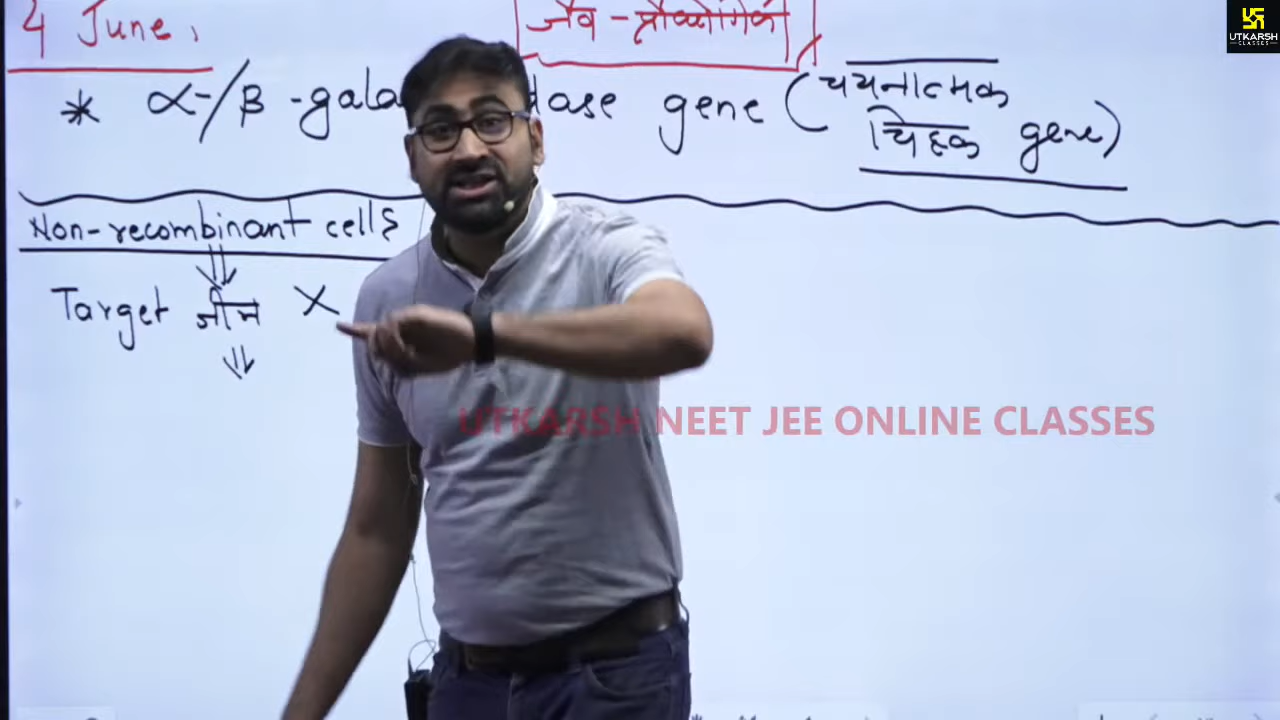 4 June,
जैव - प्रौद्योगिकी
UTKARSH
CLASSES
* α-/β -gala dase gene (चयनात्मक
चिह्नक gene)
Non-recombinant cells
Target जीन X
UTKARSH NEET JEE ONLINE CLASSES